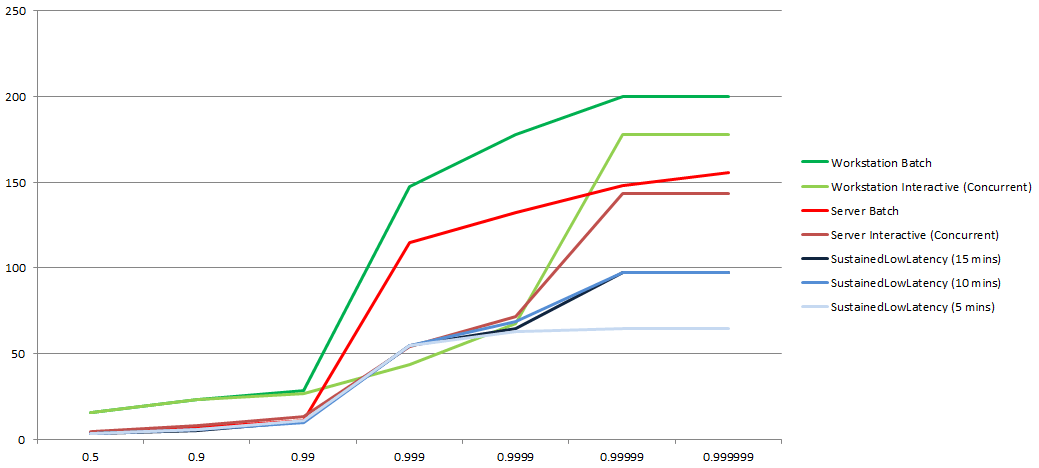 250
200
150
100
50
0
0.5 0.9 0.99 0.999 0.9999 0.99999 0.999999
Workstation Batch
Workstation Interactive (Concurrent)
Server Batch
Server Interactive (Concurrent)
SustainedLowLatency (15 mins)
SustainedLowLatency (10 mins)
SustainedLowLatency (5 mins)